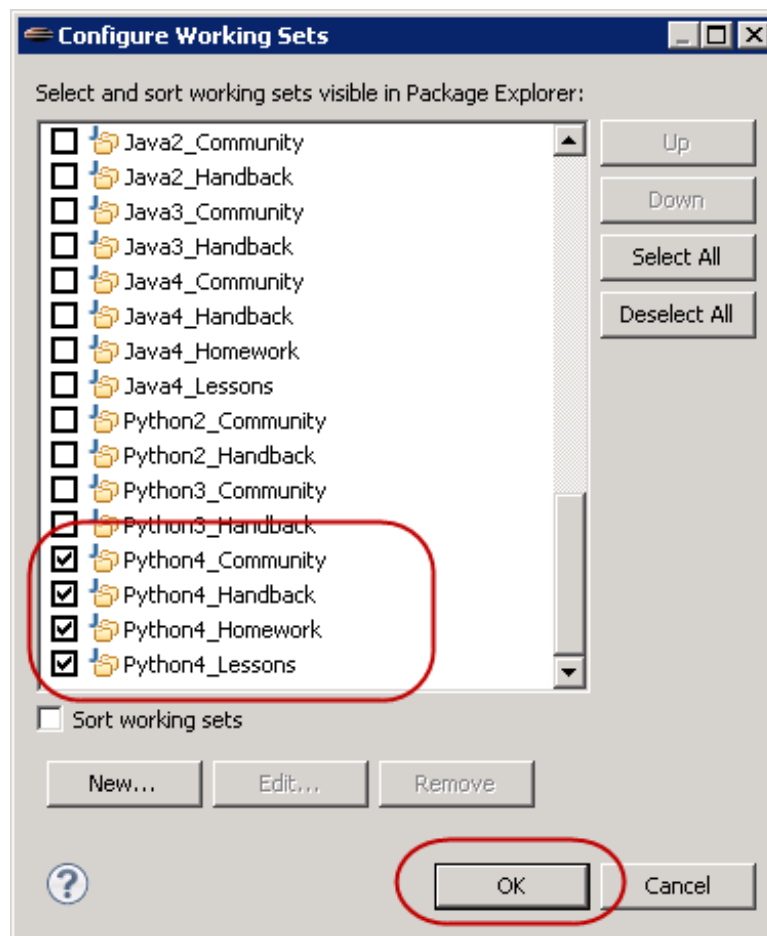 Configure Working Sets
Select and sort working sets visible in Package Explorer:
Java2_Community
Java2_Handback
Java3_Community
Java3_Handback
Java4_Community
Java4_Handback
Java4_Homework
Java4_Lessons
Python2_Community
Python2_Handback
Python3_Community
Python3_Handback
Python4_Community
Python4_Handback
Python4_Homework
Python4_Lessons
Up
Down
Select All
Deselect All
Sort working sets
New... Edit... Remove
? OK Cancel